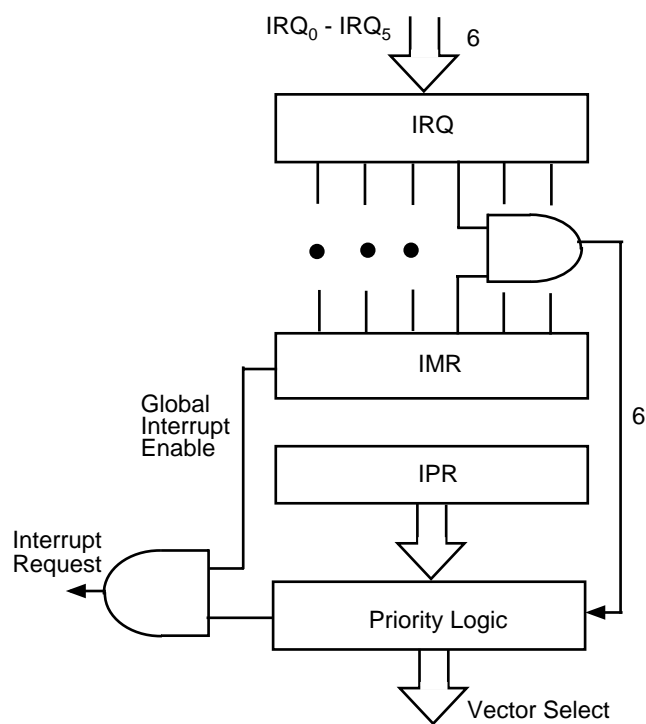 IRQ0 - IRQ5
6
IRQ
IMR
Global
Interrupt
Enable
6
IPR
Interrupt
Request
Priority Logic
Vector Select